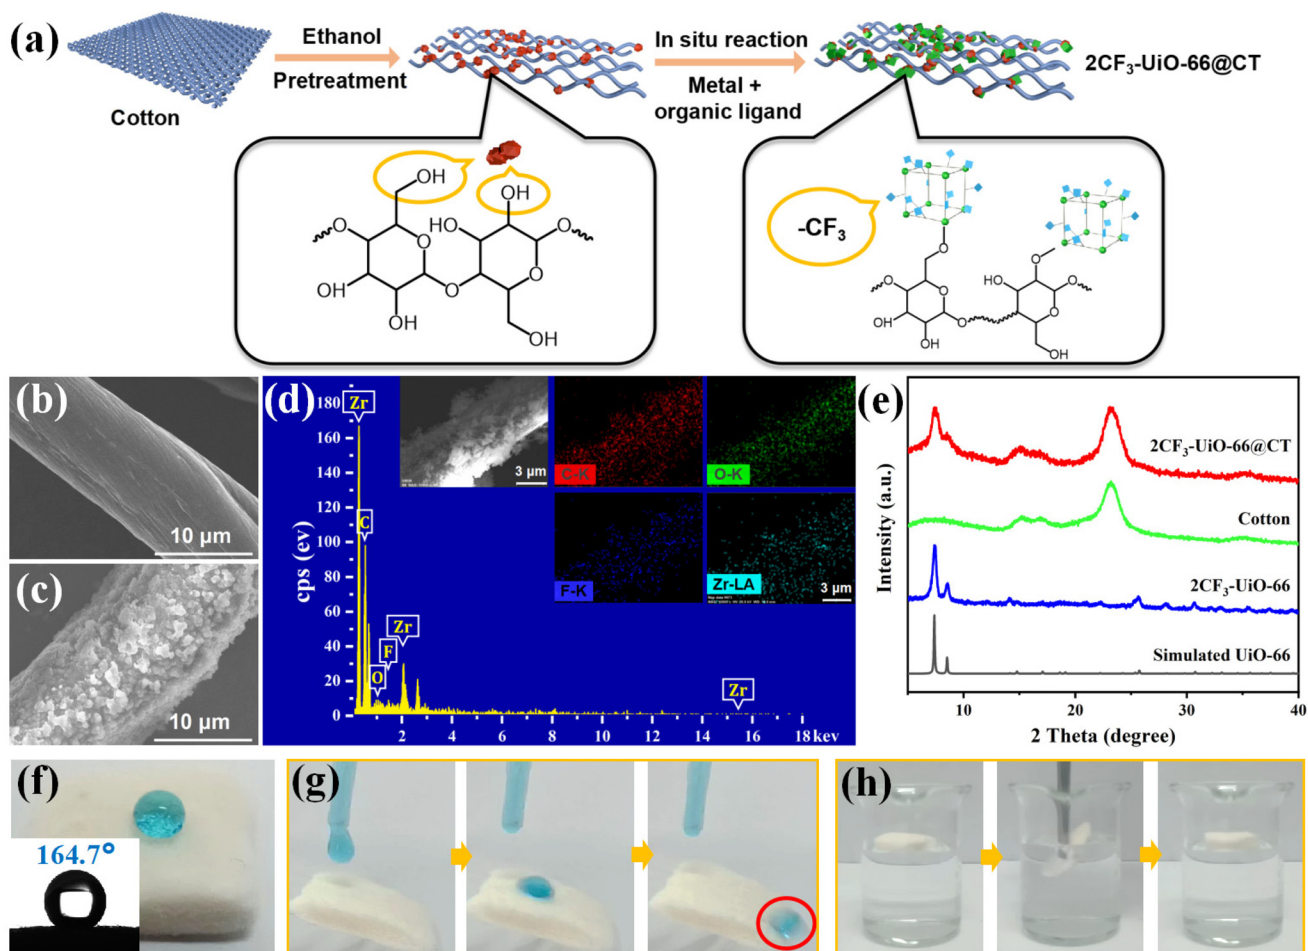 (a)
Cotton
Ethanol
Pretreatment
In situ reaction
Metal +
organic ligand
2CF₃-UiO-66@CT
OH
OH
O
O
HO
O
O
OH
OH
O
OH
-CF₃
O
O
O
HO
O
O
O
OH
OH
O
OH
(b)
10 μm
(c)
10 μm
(d)
cps (ev)
180
160
140
120
100
80
60
40
20
0
2
4
6
8
10
12
14
16
18 kev
Zr
C
O
F
Zr
Zr
3 μm
C-K
O-K
F-K
Zr-LA
3 μm
(e)
Intensity (a.u.)
2CF₃-UiO-66@CT
Cotton
2CF₃-UiO-66
Simulated UiO-66
10
20
30
40
2 Theta (degree)
(f)
164.7°
(g)
(h)